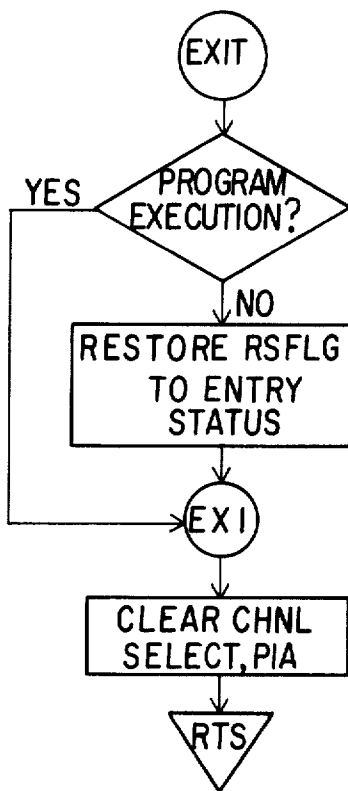 EXIT
PROGRAM
EXECUTION?
YES
NO
RESTORE RSFLG
TO ENTRY
STATUS
EX1
CLEAR CHNL
SELECT, PIA
RTS